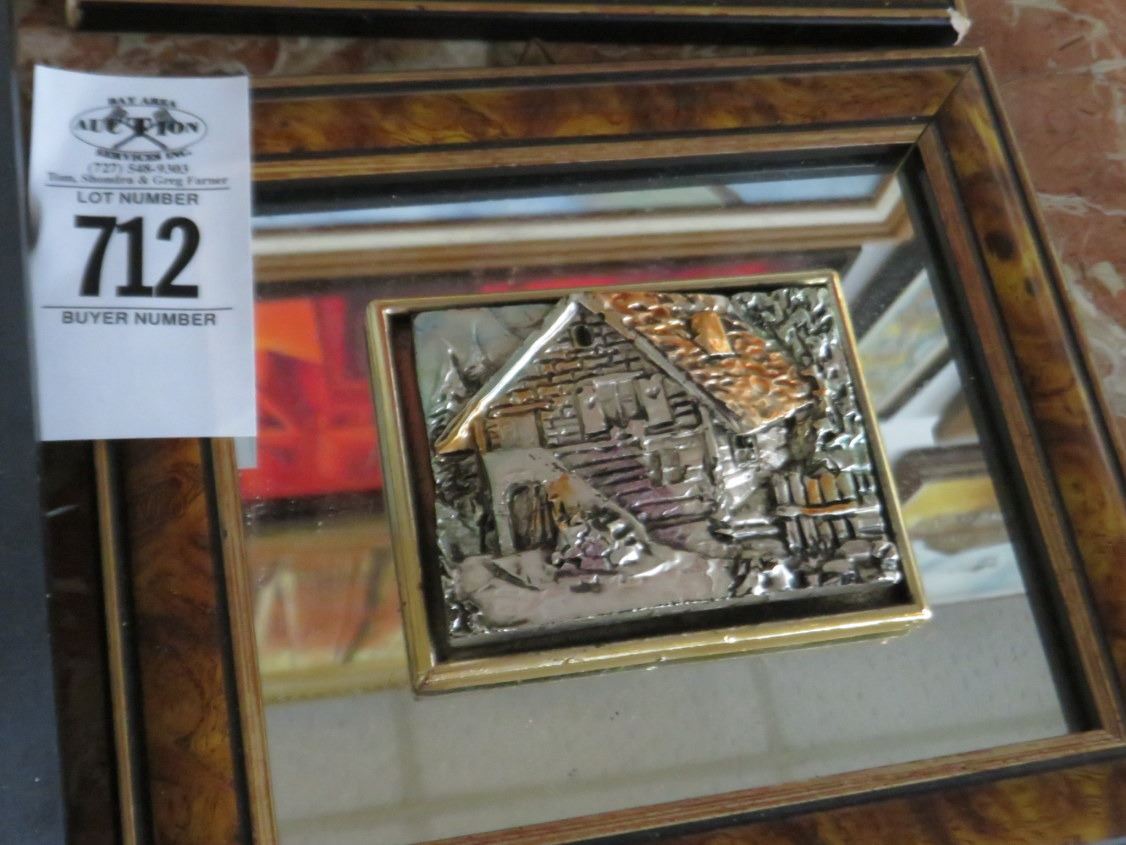 BAY AREA
AUCTION
SERVICES INC.
(727) 548-9303
Tom, Shondra & Greg Farner
LOT NUMBER
712
BUYER NUMBER